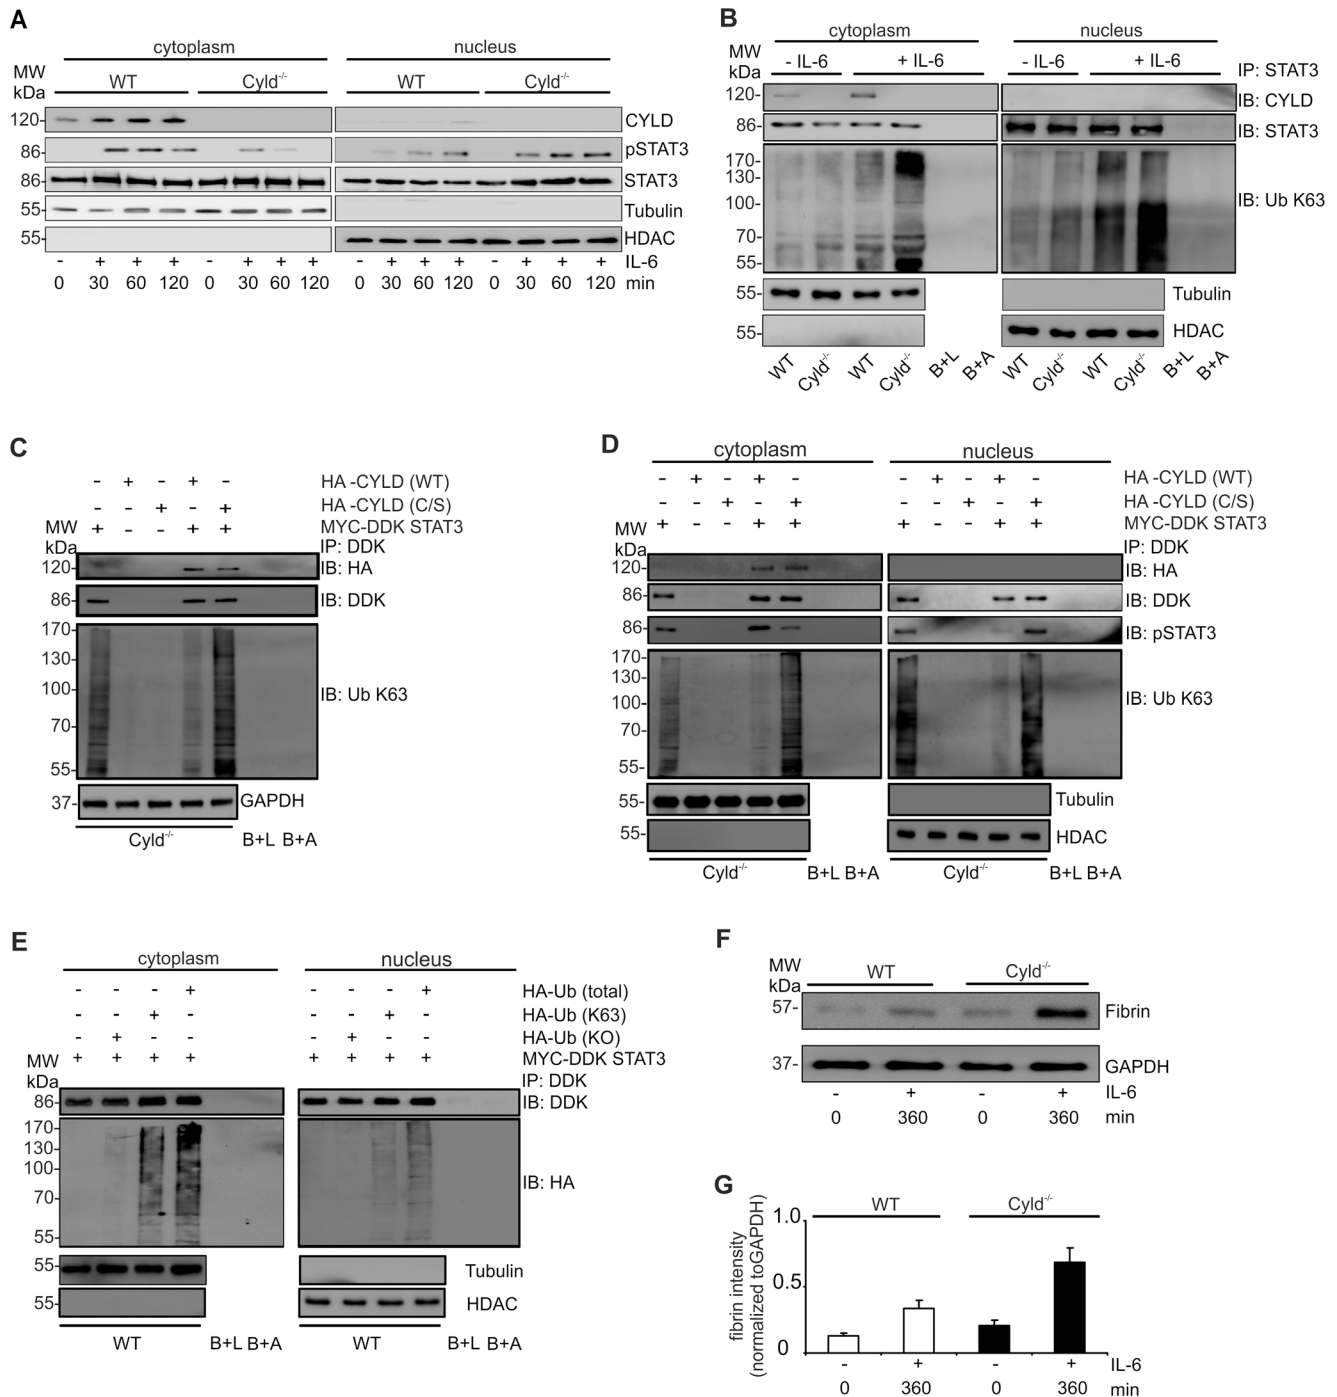 A
cytoplasm nucleus
MW
kDa
WT Cyld-/- WT Cyld-/-
120- CYLD
86- pSTAT3
86- STAT3
55- Tubulin
55- HDAC
- + + + - + + + - + + + - + + + IL-6
0 30 60 120 0 30 60 120 0 30 60 120 0 30 60 120 min
B
cytoplasm nucleus
MW
kDa
- IL-6 + IL-6 - IL-6 + IL-6
IP: STAT3
120- IB: CYLD
86- IB: STAT3
170-
130-
100- IB: Ub K63
70-
55-
55- Tubulin
55- HDAC
WT Cyld-/- WT Cyld-/- B+L B+A WT Cyld-/- WT Cyld-/- B+L B+A
C
- + - + - HA -CYLD (WT)
- - + - + HA -CYLD (C/S)
+ - - + + MYC-DDK STAT3
MW
kDa IP: DDK
120- IB: HA
86- IB: DDK
170-
130-
100- IB: Ub K63
70-
55-
37- GAPDH
Cyld-/- B+L B+A
D
cytoplasm nucleus
- + - + - - + - + - HA -CYLD (WT)
- - + - + - - + - + HA -CYLD (C/S)
+ - - + + + - - + + MYC-DDK STAT3
MW
kDa IP: DDK
120- IB: HA
86- IB: DDK
86- IB: pSTAT3
170-
130-
100- IB: Ub K63
70-
55-
55- Tubulin
55- HDAC
Cyld-/- B+L B+A Cyld-/- B+L B+A
E
cytoplasm nucleus
- - - + - - - + HA-Ub (total)
- - + - - - + - HA-Ub (K63)
- + - - - + - - HA-Ub (KO)
+ + + + + + + + MYC-DDK STAT3
MW
kDa IP: DDK
86- IB: DDK
170-
130-
100- IB: HA
70-
55-
55- Tubulin
55- HDAC
WT B+L B+A WT B+L B+A
F
MW
kDa
WT Cyld-/-
57- Fibrin
37- GAPDH
- + - + IL-6
0 360 0 360 min
G
fibrin intensity
(normalized toGAPDH)
WT Cyld-/-
1.0
0.5
0
- + - + IL-6
0 360 0 360 min